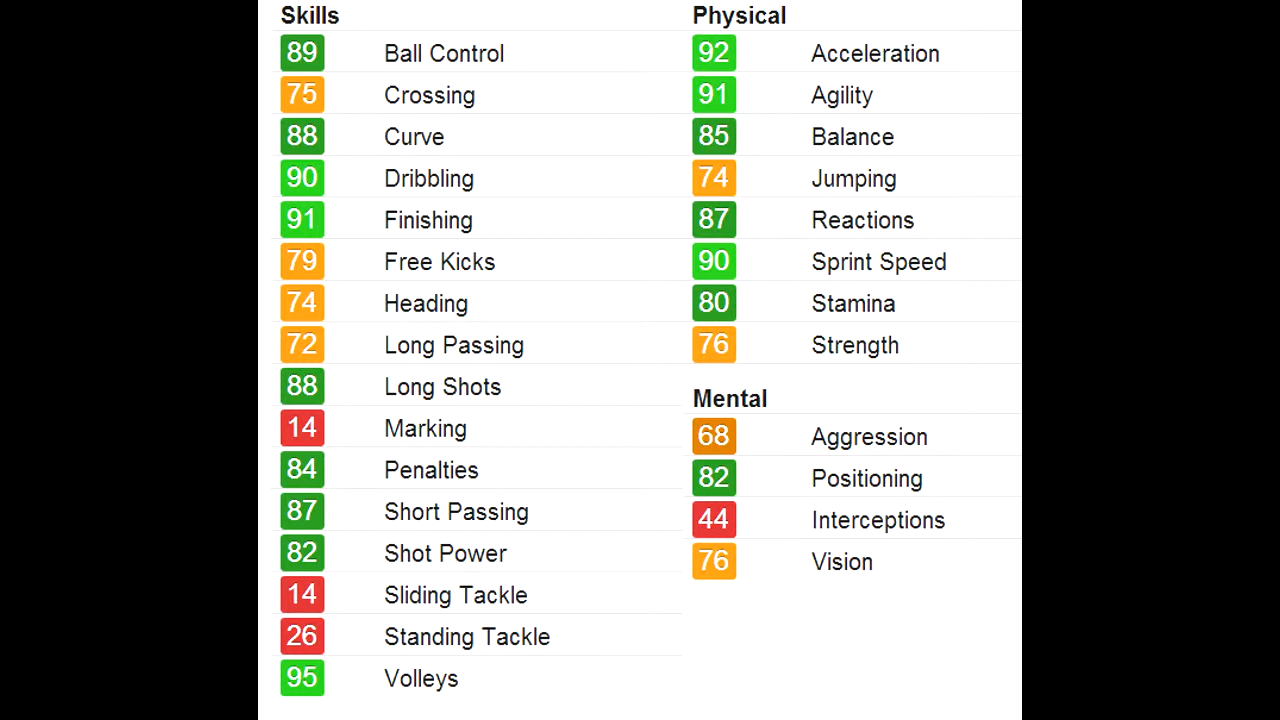 Skills
89 Ball Control
75 Crossing
88 Curve
90 Dribbling
91 Finishing
79 Free Kicks
74 Heading
72 Long Passing
88 Long Shots
14 Marking
84 Penalties
87 Short Passing
82 Shot Power
14 Sliding Tackle
26 Standing Tackle
95 Volleys
Physical
92 Acceleration
91 Agility
85 Balance
74 Jumping
87 Reactions
90 Sprint Speed
80 Stamina
76 Strength
Mental
68 Aggression
82 Positioning
44 Interceptions
76 Vision